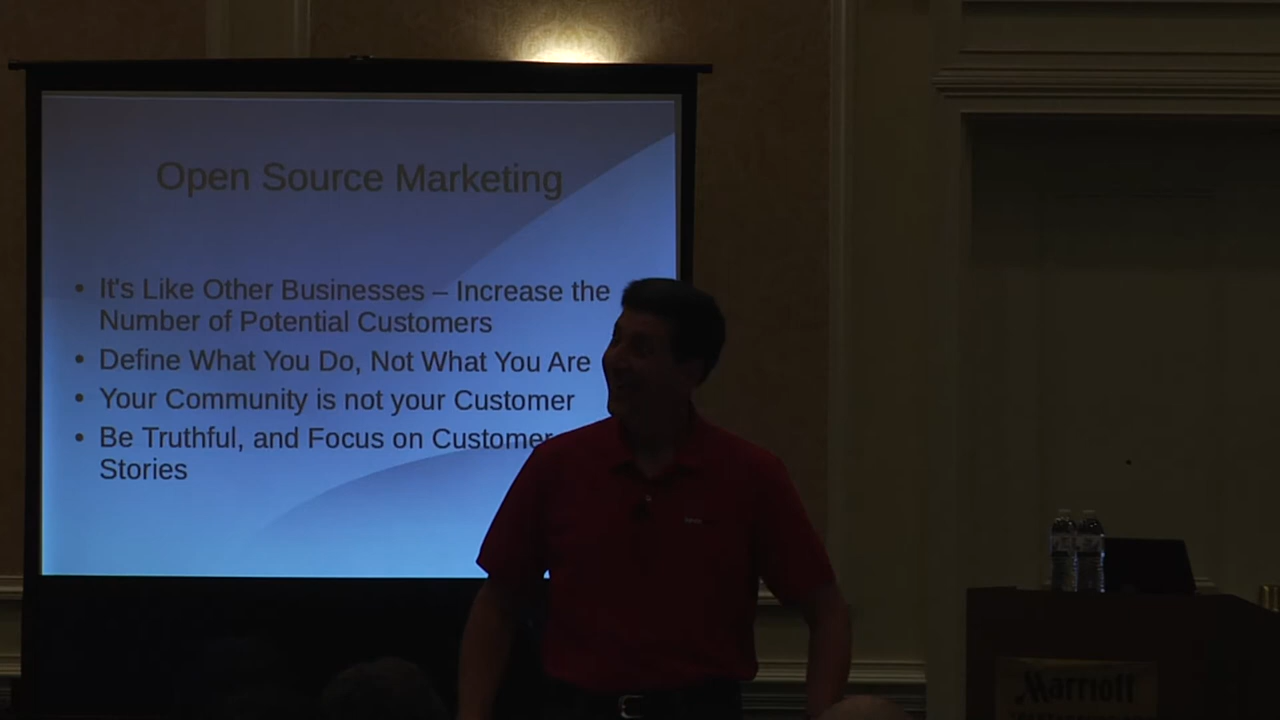 Open Source Marketing
• It's Like Other Businesses – Increase the
Number of Potential Customers
• Define What You Do, Not What You Are
• Your Community is not your Customer
• Be Truthful, and Focus on Customer
Stories
Marriott